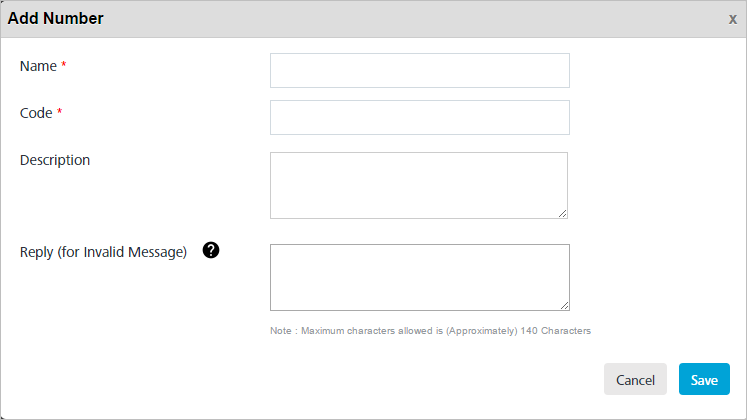 Add Number x
Name *
Code *
Description
Reply (for Invalid Message) ?
Note : Maximum characters allowed is (Approximately) 140 Characters
Cancel Save